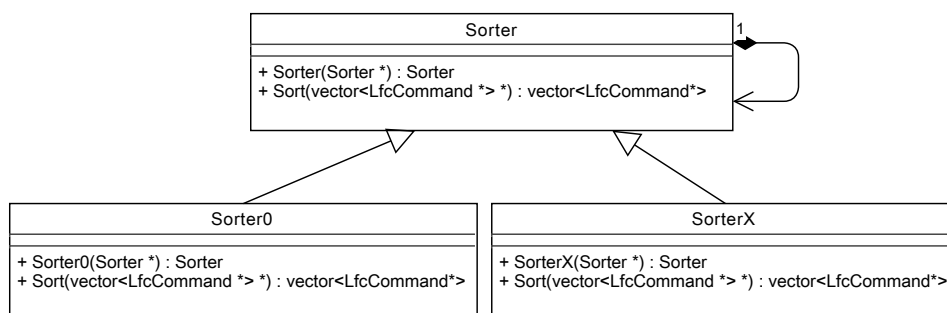 Sorter
1
+ Sorter(Sorter *) : Sorter
+ Sort(vector<LfcCommand *> *) : vector<LfcCommand*>
Sorter0
+ Sorter0(Sorter *) : Sorter
+ Sort(vector<LfcCommand *> *) : vector<LfcCommand*>
SorterX
+ SorterX(Sorter *) : Sorter
+ Sort(vector<LfcCommand *> *) : vector<LfcCommand*>